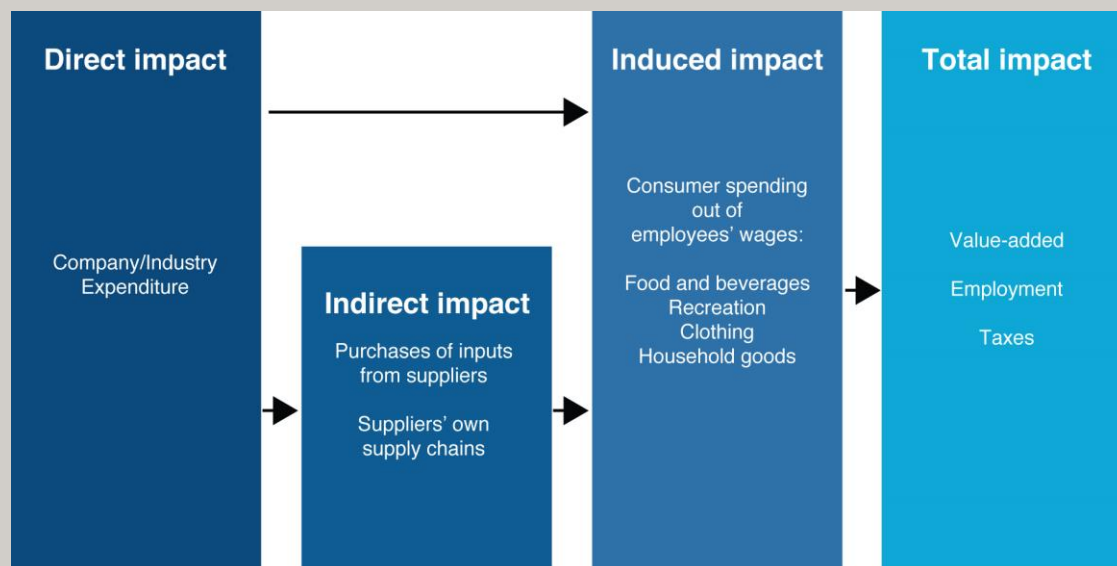 Direct impact
Company/Industry
Expenditure
Indirect impact
Purchases of inputs
from suppliers
Suppliers’ own
supply chains
Induced impact
Consumer spending
out of
employees’ wages:
Food and beverages
Recreation
Clothing
Household goods
Total impact
Value-added
Employment
Taxes